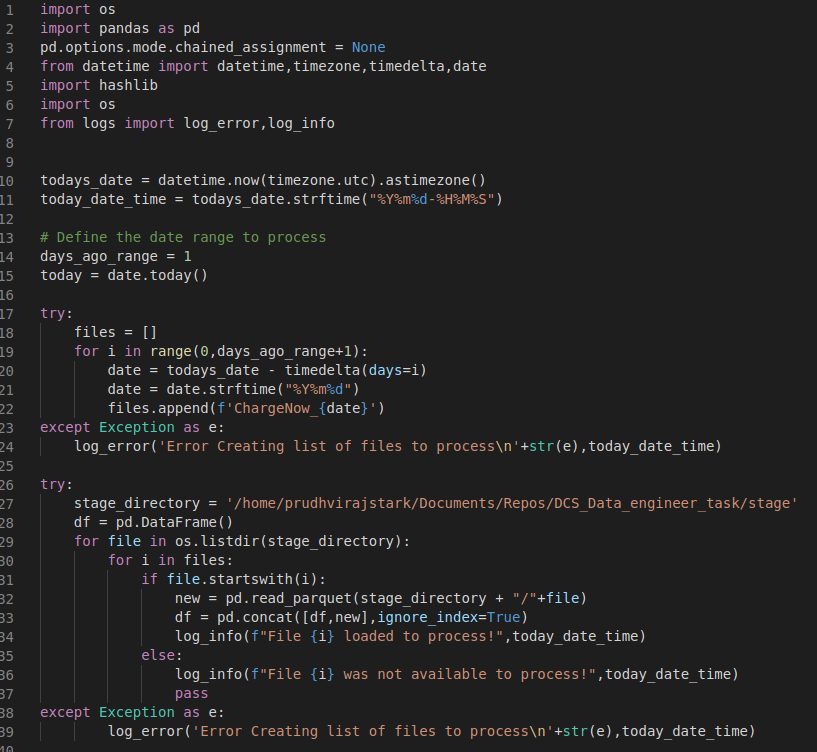 1 import os
2 import pandas as pd
3 pd.options.mode.chained_assignment = None
4 from datetime import datetime,timezone,timedelta,date
5 import hashlib
6 import os
7 from logs import log_error,log_info
8
9
10 todays_date = datetime.now(timezone.utc).astimezone()
11 today_date_time = todays_date.strftime("%Y%m%d-%H%M%S")
12
13 # Define the date range to process
14 days_ago_range = 1
15 today = date.today()
16
17 try:
18     files = []
19     for i in range(0,days_ago_range+1):
20         date = todays_date - timedelta(days=i)
21         date = date.strftime("%Y%m%d")
22         files.append(f'ChargeNow_{date}')
23 except Exception as e:
24     log_error('Error Creating list of files to process\n'+str(e),today_date_time)
25
26 try:
27     stage_directory = '/home/prudhvirajstark/Documents/Repos/DCS_Data_engineer_task/stage'
28     df = pd.DataFrame()
29     for file in os.listdir(stage_directory):
30         for i in files:
31             if file.startswith(i):
32                 new = pd.read_parquet(stage_directory + "/"+file)
33                 df = pd.concat([df,new],ignore_index=True)
34                 log_info(f"File {i} loaded to process!",today_date_time)
35             else:
36                 log_info(f"File {i} was not available to process!",today_date_time)
37                 pass
38 except Exception as e:
39         log_error('Error Creating list of files to process\n'+str(e),today_date_time)
40